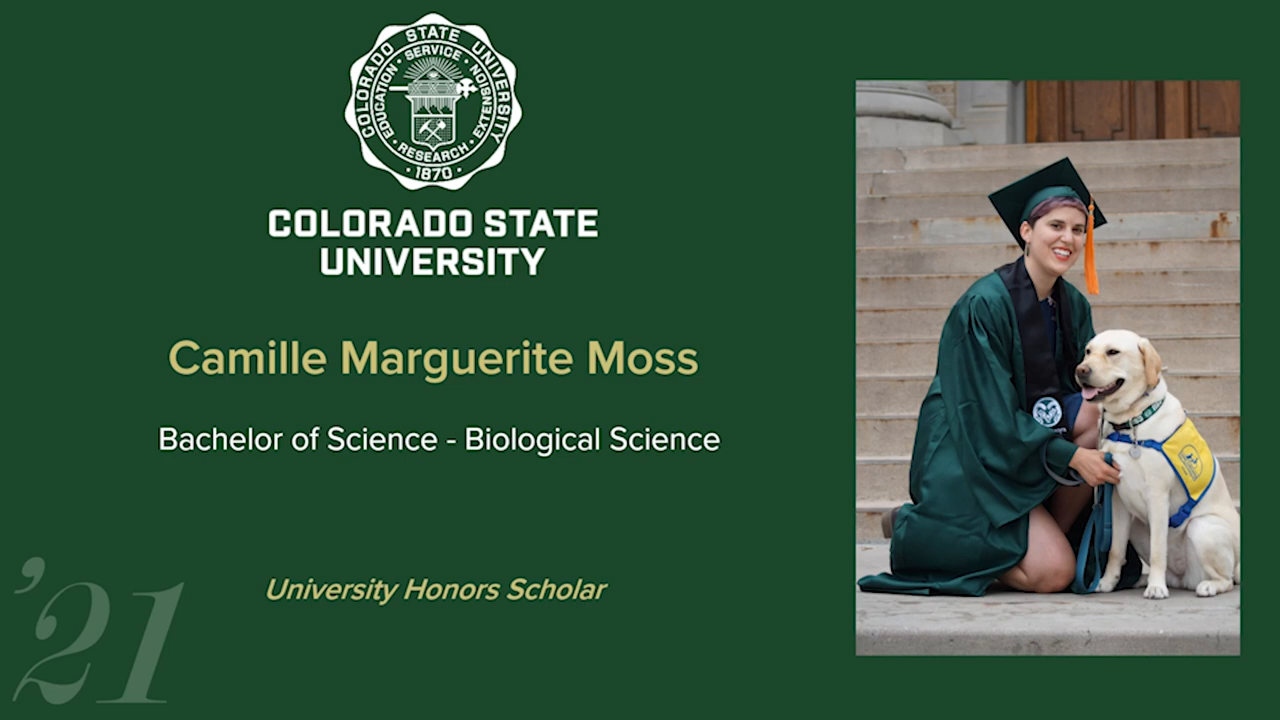 COLORADO STATE UNIVERSITY
EDUCATION · SERVICE · EXTENSION
· RESEARCH ·
· 1870 ·
COLORADO STATE
UNIVERSITY
Camille Marguerite Moss
Bachelor of Science - Biological Science
University Honors Scholar
’21